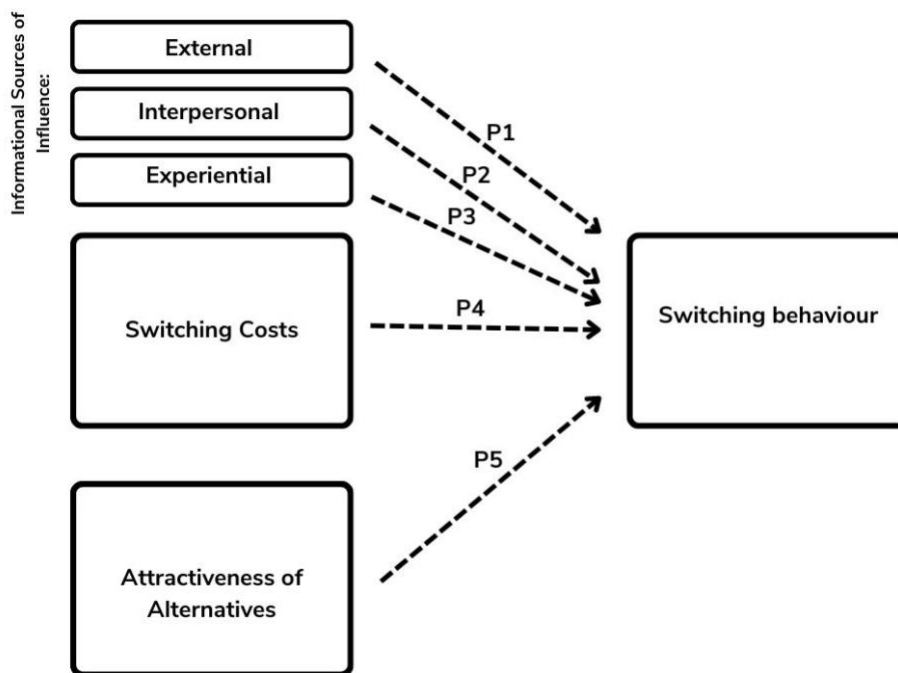 Informational Sources of
Influence:
External
Interpersonal
Experiential
Switching Costs
Attractiveness of
Alternatives
P1
P2
P3
P4
P5
Switching behaviour